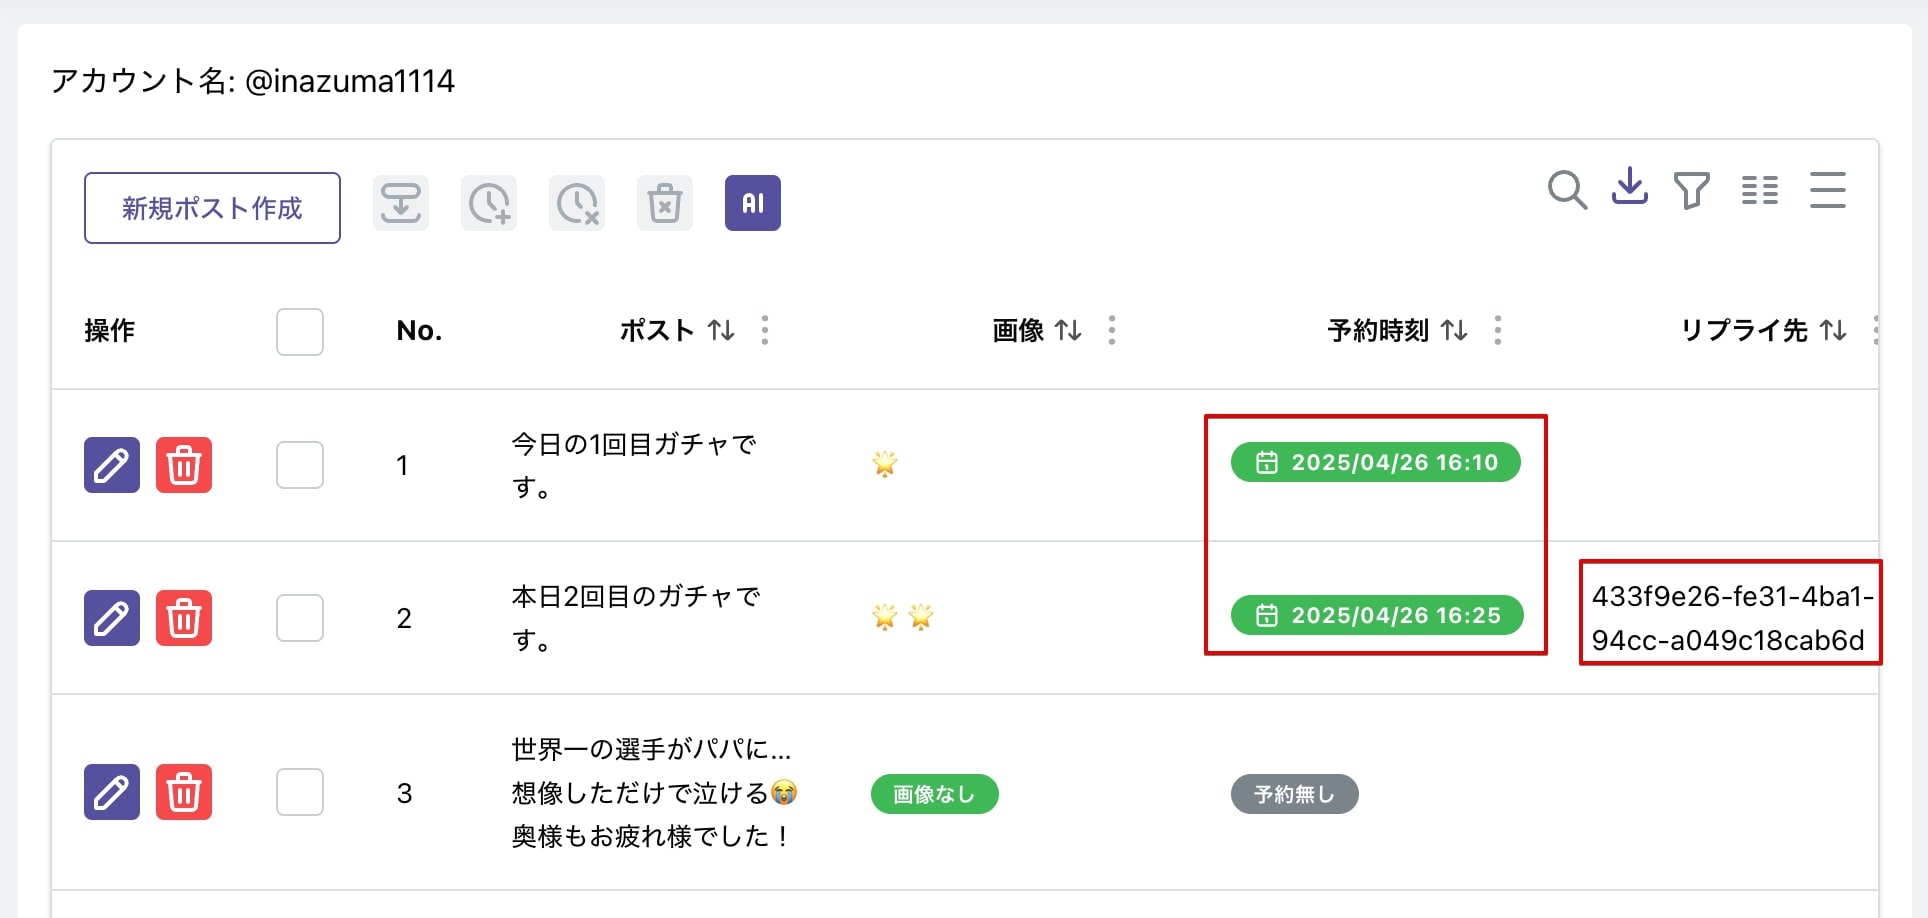 アカウント名: @inazuma1114
新規ポスト作成
AI
操作 No. ポスト 画像 予約時刻 リプライ先
1
今日の1回目ガチャで
す。
2025/04/26 16:10
2
本日2回目のガチャで
す。
2025/04/26 16:25
433f9e26-fe31-4ba1-
94cc-a049c18cab6d
3
世界一の選手がパパに...
想像しただけで泣ける😭
奥様もお疲れ様でした！
画像なし
予約無し